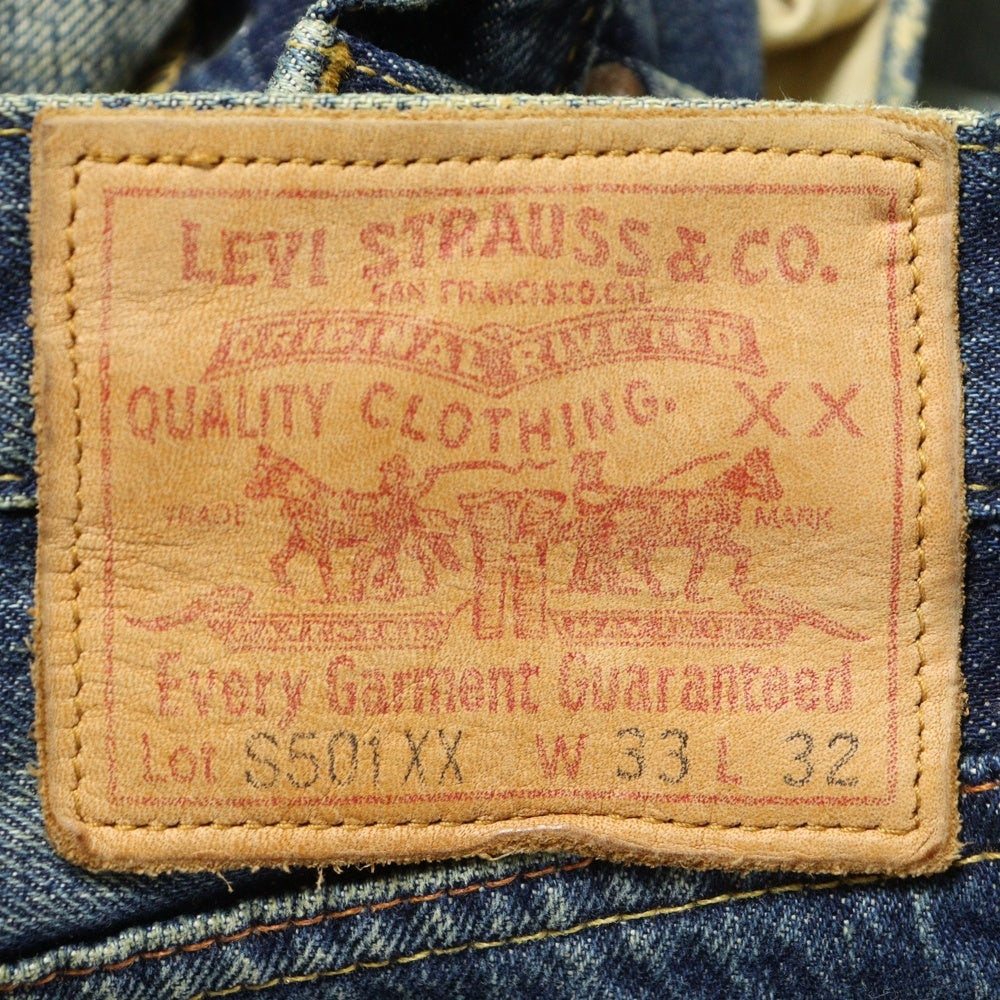 LEVI STRAUSS & CO.
SAN FRANCISCO. CAL
ORIGINAL RIVETED
QUALITY CLOTHING. XX
TRADE MARK
Every Garment Guaranteed
Lot S501XX W 33 L 32